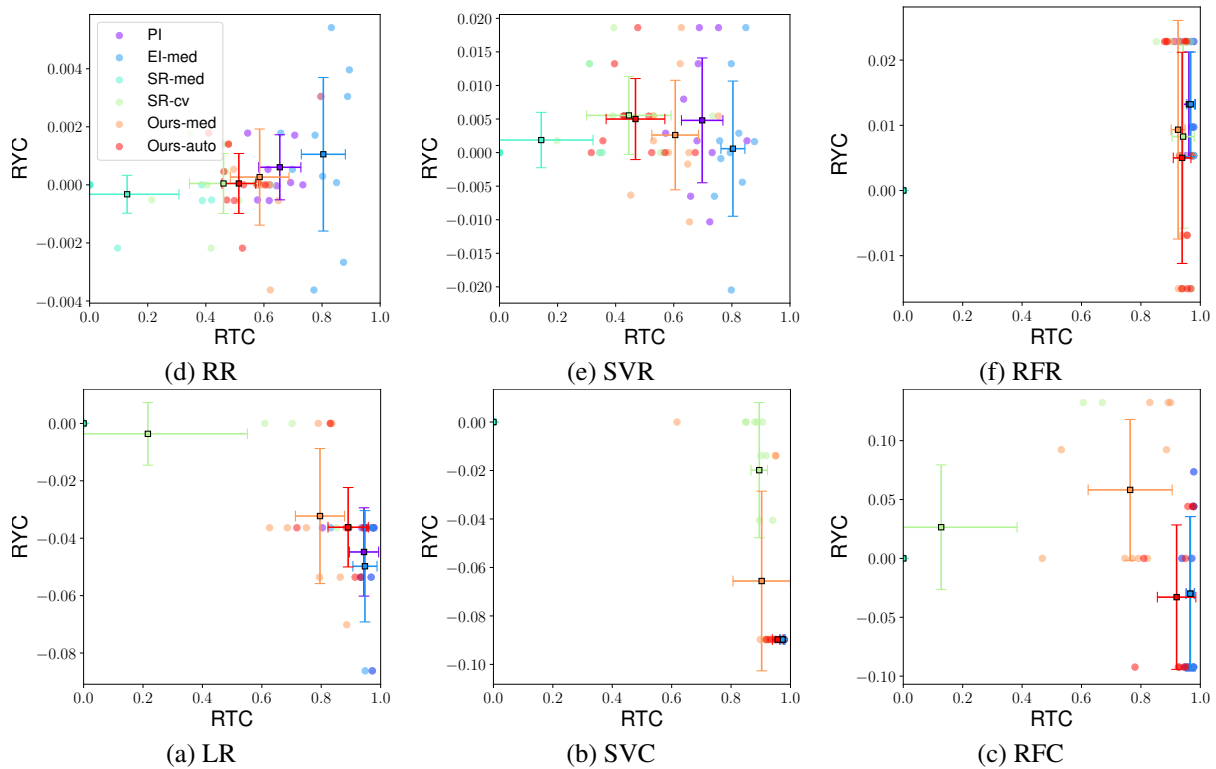 RYC
0.004
0.002
0.000
−0.002
−0.004
PI
EI-med
SR-med
SR-cv
Ours-med
Ours-auto
0.0 0.2 0.4 0.6 0.8 1.0
RTC
(d) RR
RYC
0.020
0.015
0.010
0.005
0.000
−0.005
−0.010
−0.015
−0.020
0.0 0.2 0.4 0.6 0.8 1.0
RTC
(e) SVR
RYC
0.02
0.01
0.00
−0.01
0.0 0.2 0.4 0.6 0.8 1.0
RTC
(f) RFR
RYC
0.00
−0.02
−0.04
−0.06
−0.08
0.0 0.2 0.4 0.6 0.8 1.0
RTC
(a) LR
RYC
0.00
−0.02
−0.04
−0.06
−0.08
−0.10
0.0 0.2 0.4 0.6 0.8 1.0
RTC
(b) SVC
RYC
0.10
0.05
0.00
−0.05
−0.10
0.0 0.2 0.4 0.6 0.8 1.0
RTC
(c) RFC